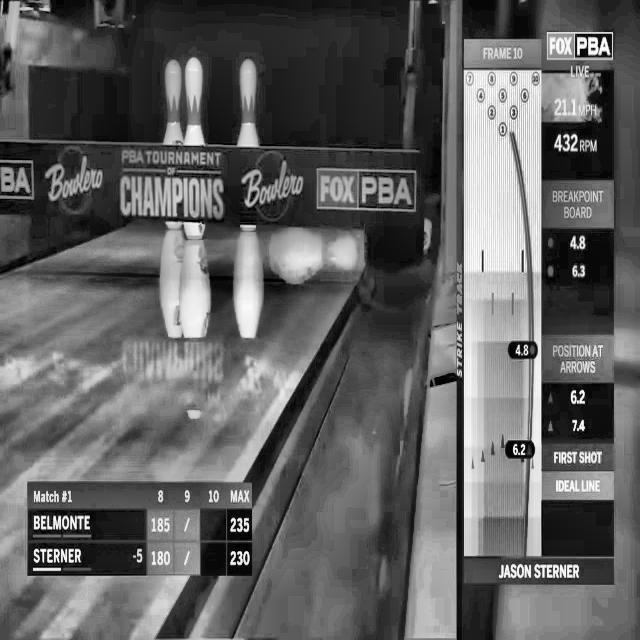 FRAME 10
FOX PBA
LIVE
21.1 MPH
432 RPM
BREAKPOINT
BOARD
4.8
6.3
POSITION AT
ARROWS
6.2
7.4
FIRST SHOT
IDEAL LINE
JASON STERNER
STRIKE TRACK
4.8
6.2
BA
Bowlero
PBA TOURNAMENT
OF
CHAMPIONS
Bowlero
FOX PBA
Match #1 8 9 10 MAX
BELMONTE 185 / 235
STERNER -5 180 / 230